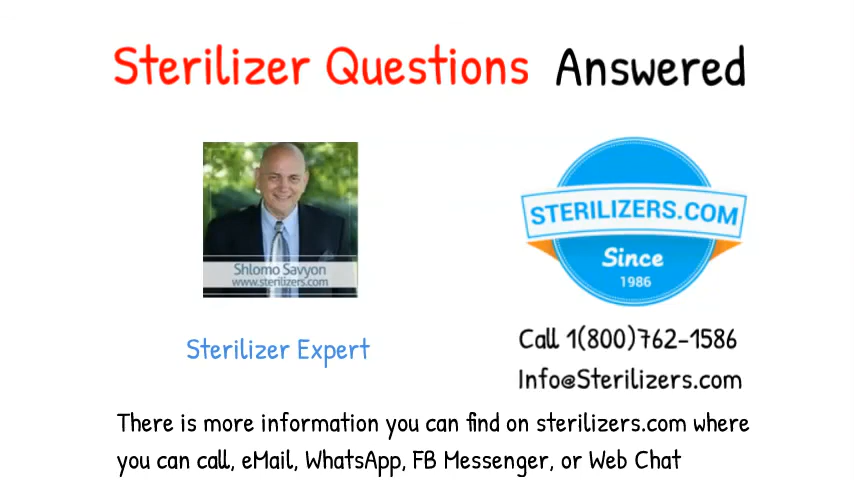 Sterilizer Questions Answered
Shlomo Savyon
www.sterilizers.com
STERILIZERS.COM
Since
1986
Sterilizer Expert
Call 1(800)762-1586
Info@Sterilizers.com
There is more information you can find on sterilizers.com where
you can call, eMail, WhatsApp, FB Messenger, or Web Chat